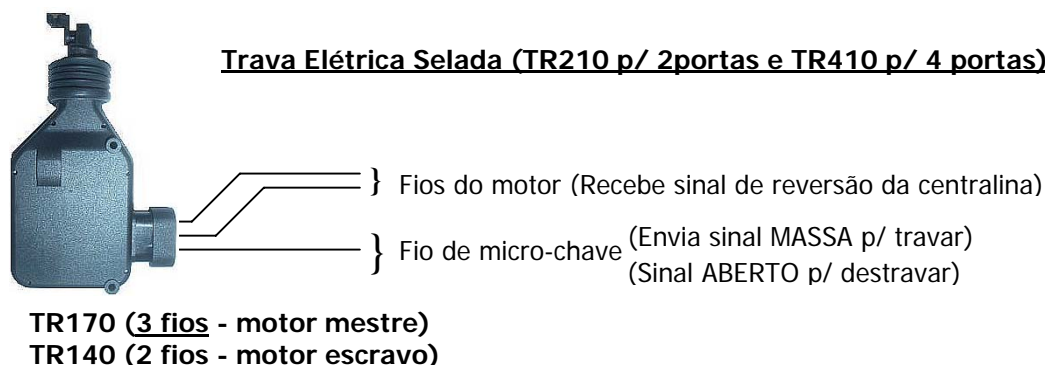 Trava Elétrica Selada (TR210 p/ 2portas e TR410 p/ 4 portas)
} Fios do motor (Recebe sinal de reversão da centralina)
} Fio de micro-chave (Envia sinal MASSA p/ travar)
(Sinal ABERTO p/ destravar)
TR170 (3 fios - motor mestre)
TR140 (2 fios - motor escravo)